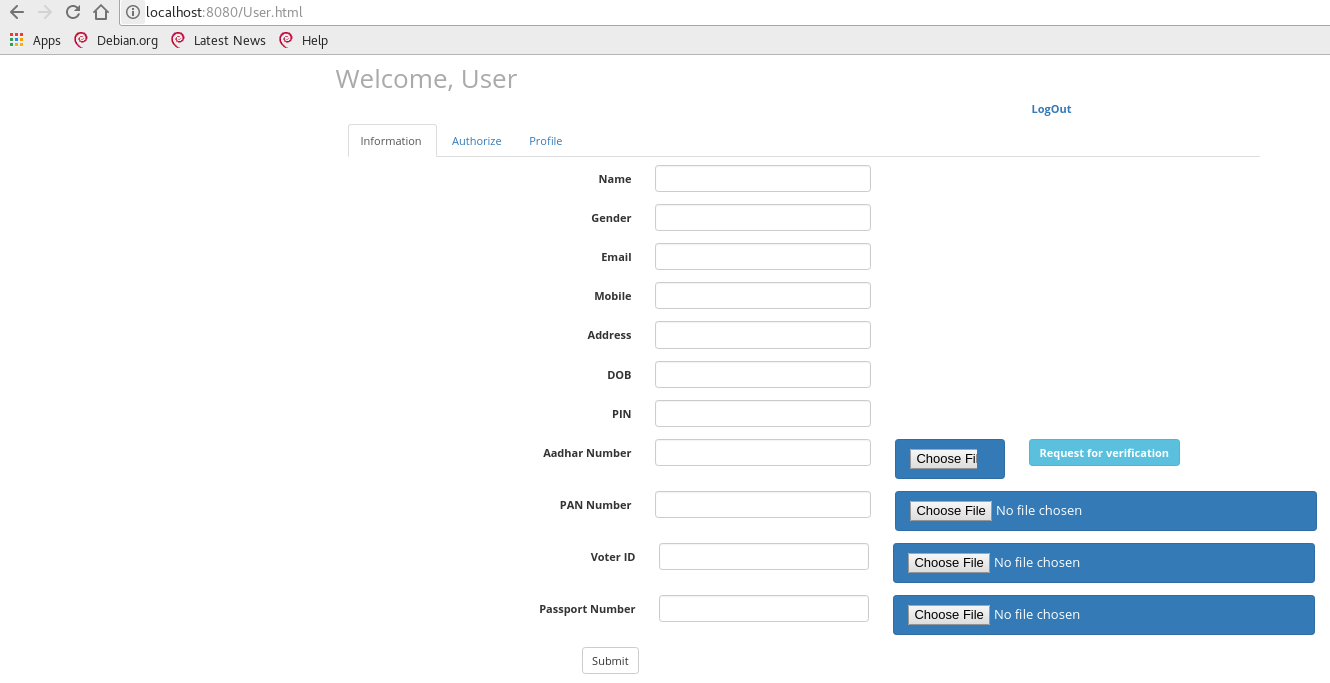 localhost:8080/User.html
Apps Debian.org Latest News Help
Welcome, User
LogOut
Information Authorize Profile
Name
Gender
Email
Mobile
Address
DOB
PIN
Aadhar Number Choose Fil Request for verification
PAN Number Choose File No file chosen
Voter ID Choose File No file chosen
Passport Number Choose File No file chosen
Submit